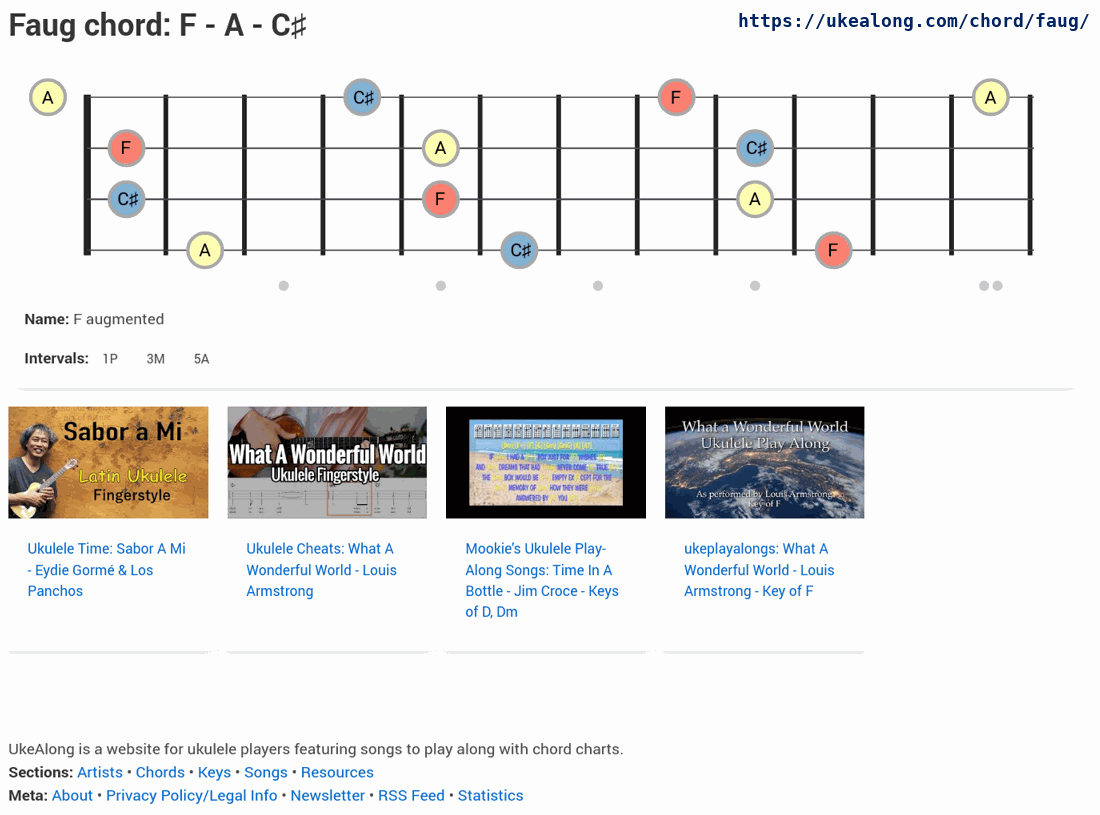 Faug chord: F - A - C♯
https://ukealong.com/chord/faug/
A C♯ F A
F A C♯
C♯ F A
A C♯ F
Name: F augmented
Intervals: 1P 3M 5A
Sabor a Mi
Latin Ukulele
Fingerstyle
What A Wonderful World
Ukulele Fingerstyle
What a Wonderful World
Ukulele Play Along
As performed by Louis Armstrong
Key of F
Ukulele Time: Sabor A Mi
- Eydie Gormé & Los
Panchos
Ukulele Cheats: What A
Wonderful World - Louis
Armstrong
Mookie's Ukulele Play-
Along Songs: Time In A
Bottle - Jim Croce - Keys
of D, Dm
ukeplayalongs: What A
Wonderful World - Louis
Armstrong - Key of F
UkeAlong is a website for ukulele players featuring songs to play along with chord charts.
Sections: Artists • Chords • Keys • Songs • Resources
Meta: About • Privacy Policy/Legal Info • Newsletter • RSS Feed • Statistics